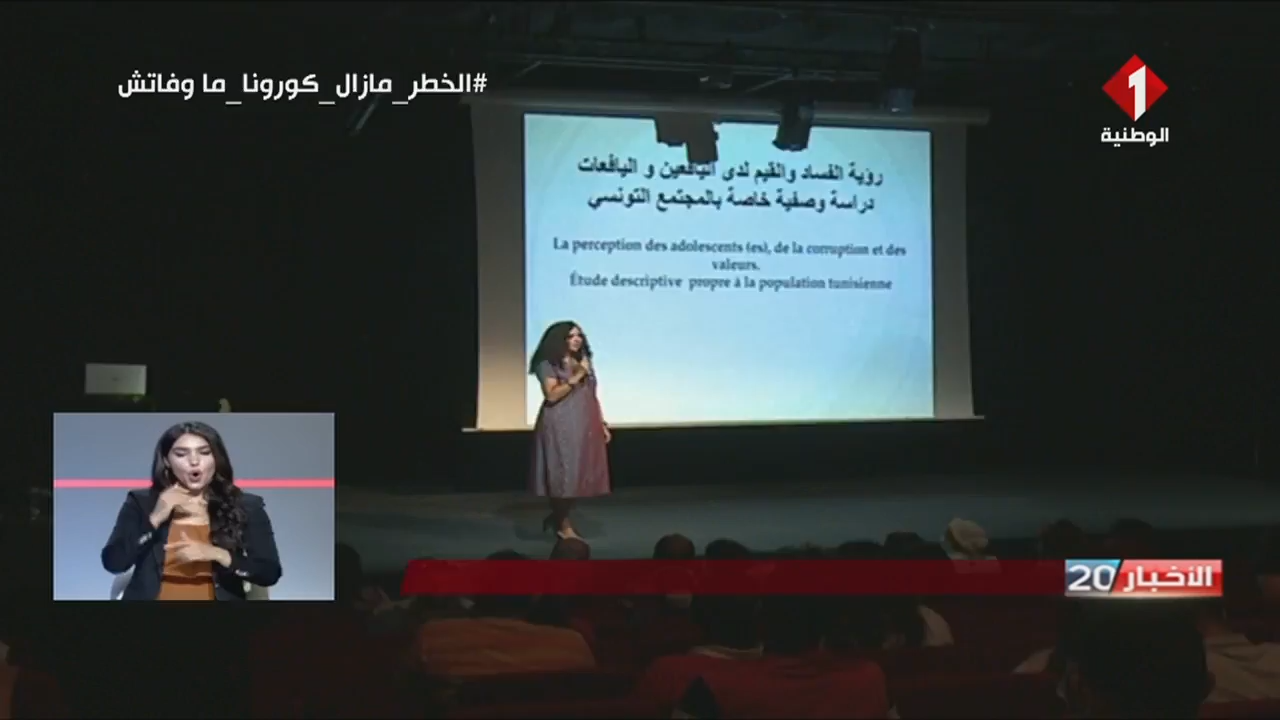 #الخطر_مازال_كورونا_ما وفاتش
1
الوطنية
رؤية الفساد والقيم لدى اليافعين و اليافعات
دراسة وصفية خاصة بالمجتمع التونسي
La perception des adolescents (es), de la corruption et des
valeurs.
Étude descriptive propre à la population tunisienne
الأخبار 20